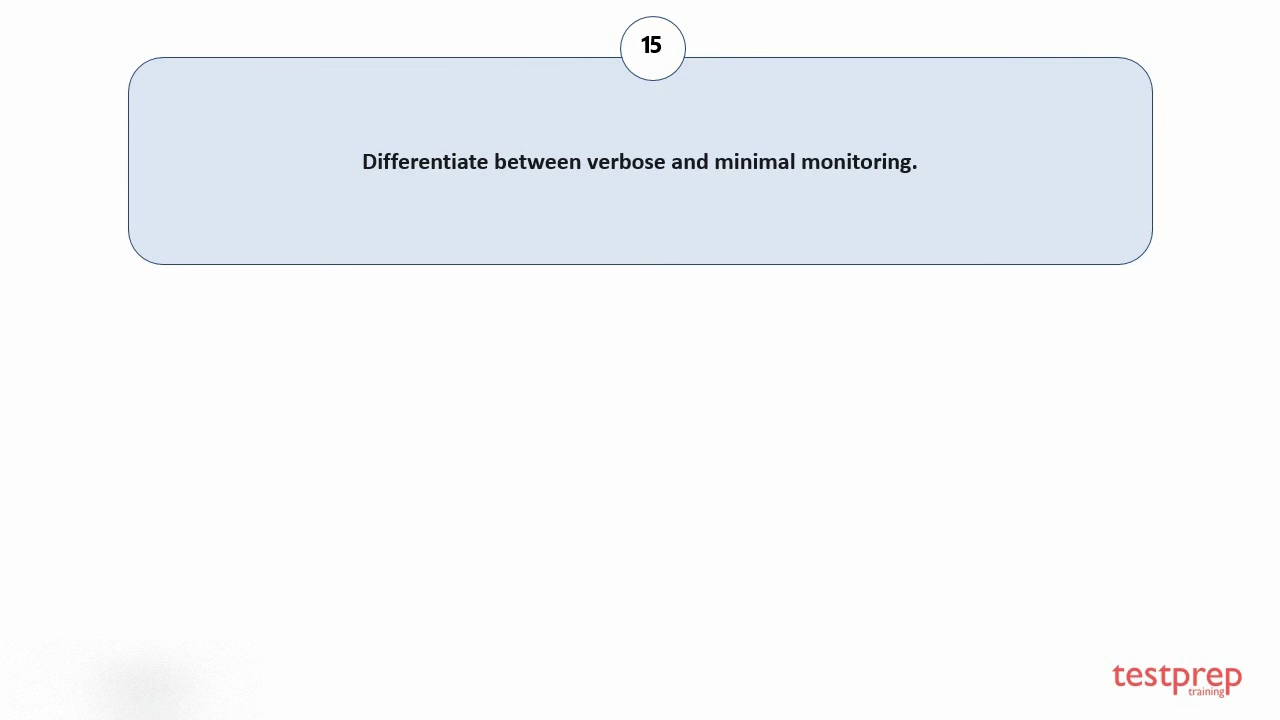 15
Differentiate between verbose and minimal monitoring.
testprep
training